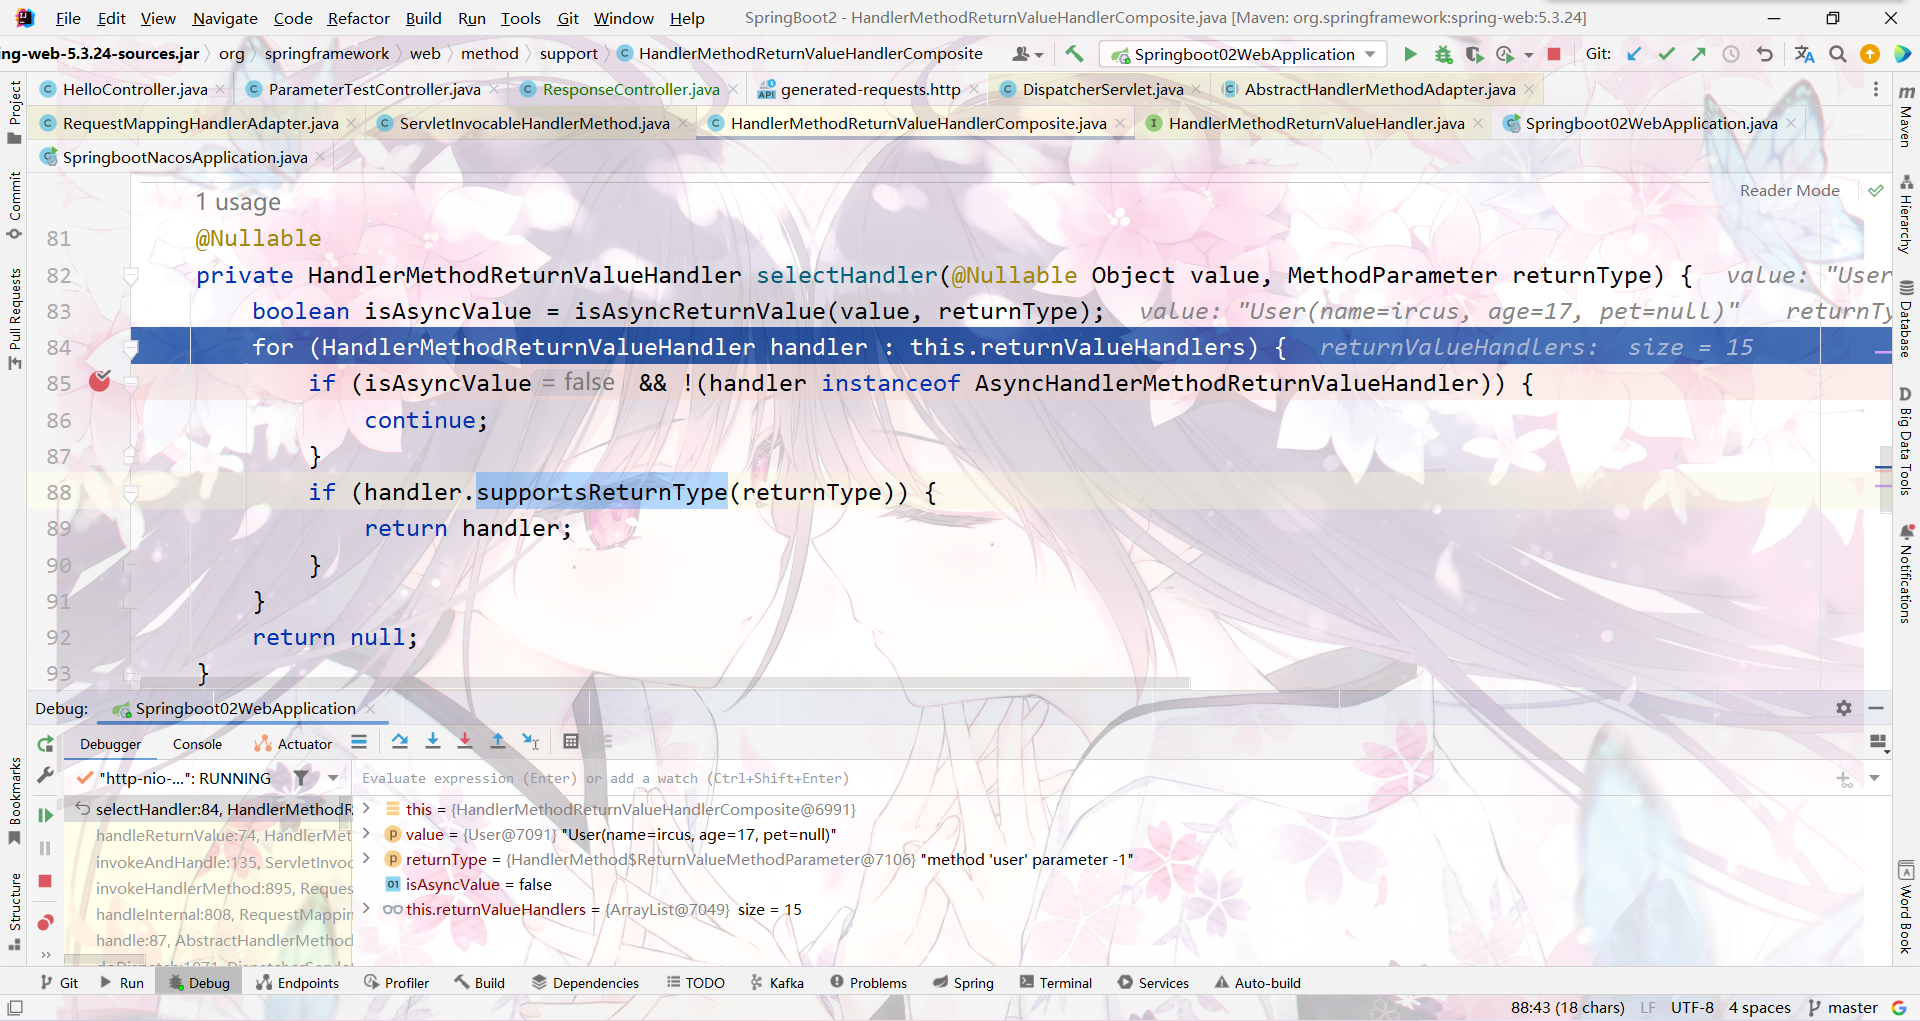 File Edit View Navigate Code Refactor Build Run Tools Git Window Help SpringBoot2 - HandlerMethodReturnValueHandlerComposite.java [Maven: org.springframework:spring-web:5.3.24]
ng-web-5.3.24-sources.jar org springframework web method support HandlerMethodReturnValueHandlerComposite Springboot02WebApplication Git:
HelloController.java ParameterTestController.java ResponseController.java generated-requests.http DispatcherServlet.java AbstractHandlerMethodAdapter.java
RequestMappingHandlerAdapter.java ServletInvocableHandlerMethod.java HandlerMethodReturnValueHandlerComposite.java HandlerMethodReturnValueHandler.java Springboot02WebApplication.java
SpringbootNacosApplication.java
Project
Commit
Pull Requests
Bookmarks
Structure
Maven
Hierarchy
Database
Big Data Tools
Notifications
Word Book
Reader Mode
1 usage
81 @Nullable
82 private HandlerMethodReturnValueHandler selectHandler(@Nullable Object value, MethodParameter returnType) { value: "User
83 boolean isAsyncValue = isAsyncReturnValue(value, returnType); value: "User(name=ircus, age=17, pet=null)" returnTy
84 for (HandlerMethodReturnValueHandler handler : this.returnValueHandlers) { returnValueHandlers: size = 15
85 if (isAsyncValue = false && !(handler instanceof AsyncHandlerMethodReturnValueHandler)) {
86 continue;
87 }
88 if (handler.supportsReturnType(returnType)) {
89 return handler;
90 }
91 }
92 return null;
93 }
Debug: Springboot02WebApplication
Debugger Console Actuator
"http-nio-...": RUNNING Evaluate expression (Enter) or add a watch (Ctrl+Shift+Enter)
selectHandler:84, HandlerMethodR
handleReturnValue:74, HandlerMet
invokeAndHandle:135, ServletInvoc
invokeHandlerMethod:895, Reques
handleInternal:808, RequestMappin
handle:87, AbstractHandlerMethod
this = {HandlerMethodReturnValueHandlerComposite@6991}
value = {User@7091} "User(name=ircus, age=17, pet=null)"
returnType = {HandlerMethod$ReturnValueMethodParameter@7106} "method 'user' parameter -1"
isAsyncValue = false
this.returnValueHandlers = {ArrayList@7049} size = 15
Git Run Debug Endpoints Profiler Build Dependencies TODO Kafka Problems Spring Terminal Services Auto-build
88:43 (18 chars) LF UTF-8 4 spaces master